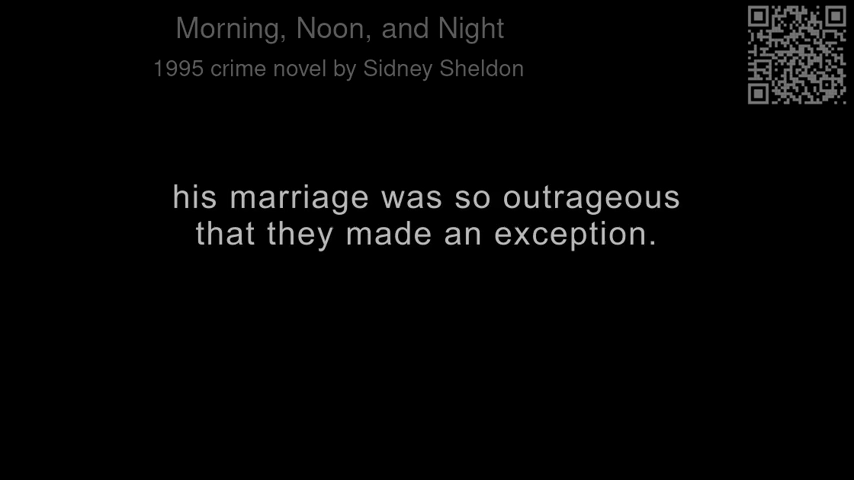 Morning, Noon, and Night
1995 crime novel by Sidney Sheldon
his marriage was so outrageous
that they made an exception.